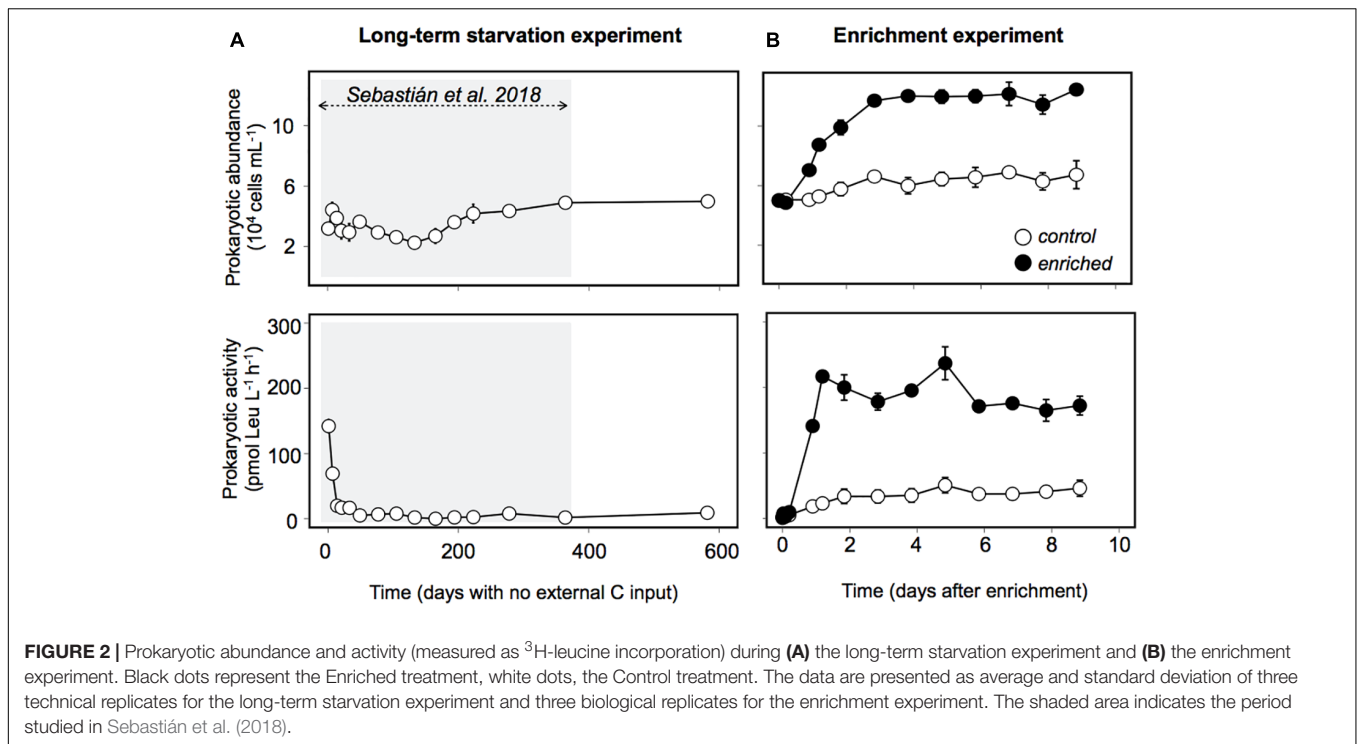 A
Long-term starvation experiment
B
Enrichment experiment
Prokaryotic abundance
(10⁴ cells mL⁻¹)
10
6
2
Sebastián et al. 2018
control
enriched
Prokaryotic activity
(pmol Leu L⁻¹ h⁻¹)
300
200
100
0
0
200
400
600
Time (days with no external C input)
0
2
4
6
8
10
Time (days after enrichment)
FIGURE 2 | Prokaryotic abundance and activity (measured as ³H-leucine incorporation) during (A) the long-term starvation experiment and (B) the enrichment
experiment. Black dots represent the Enriched treatment, white dots, the Control treatment. The data are presented as average and standard deviation of three
technical replicates for the long-term starvation experiment and three biological replicates for the enrichment experiment. The shaded area indicates the period
studied in Sebastián et al. (2018).